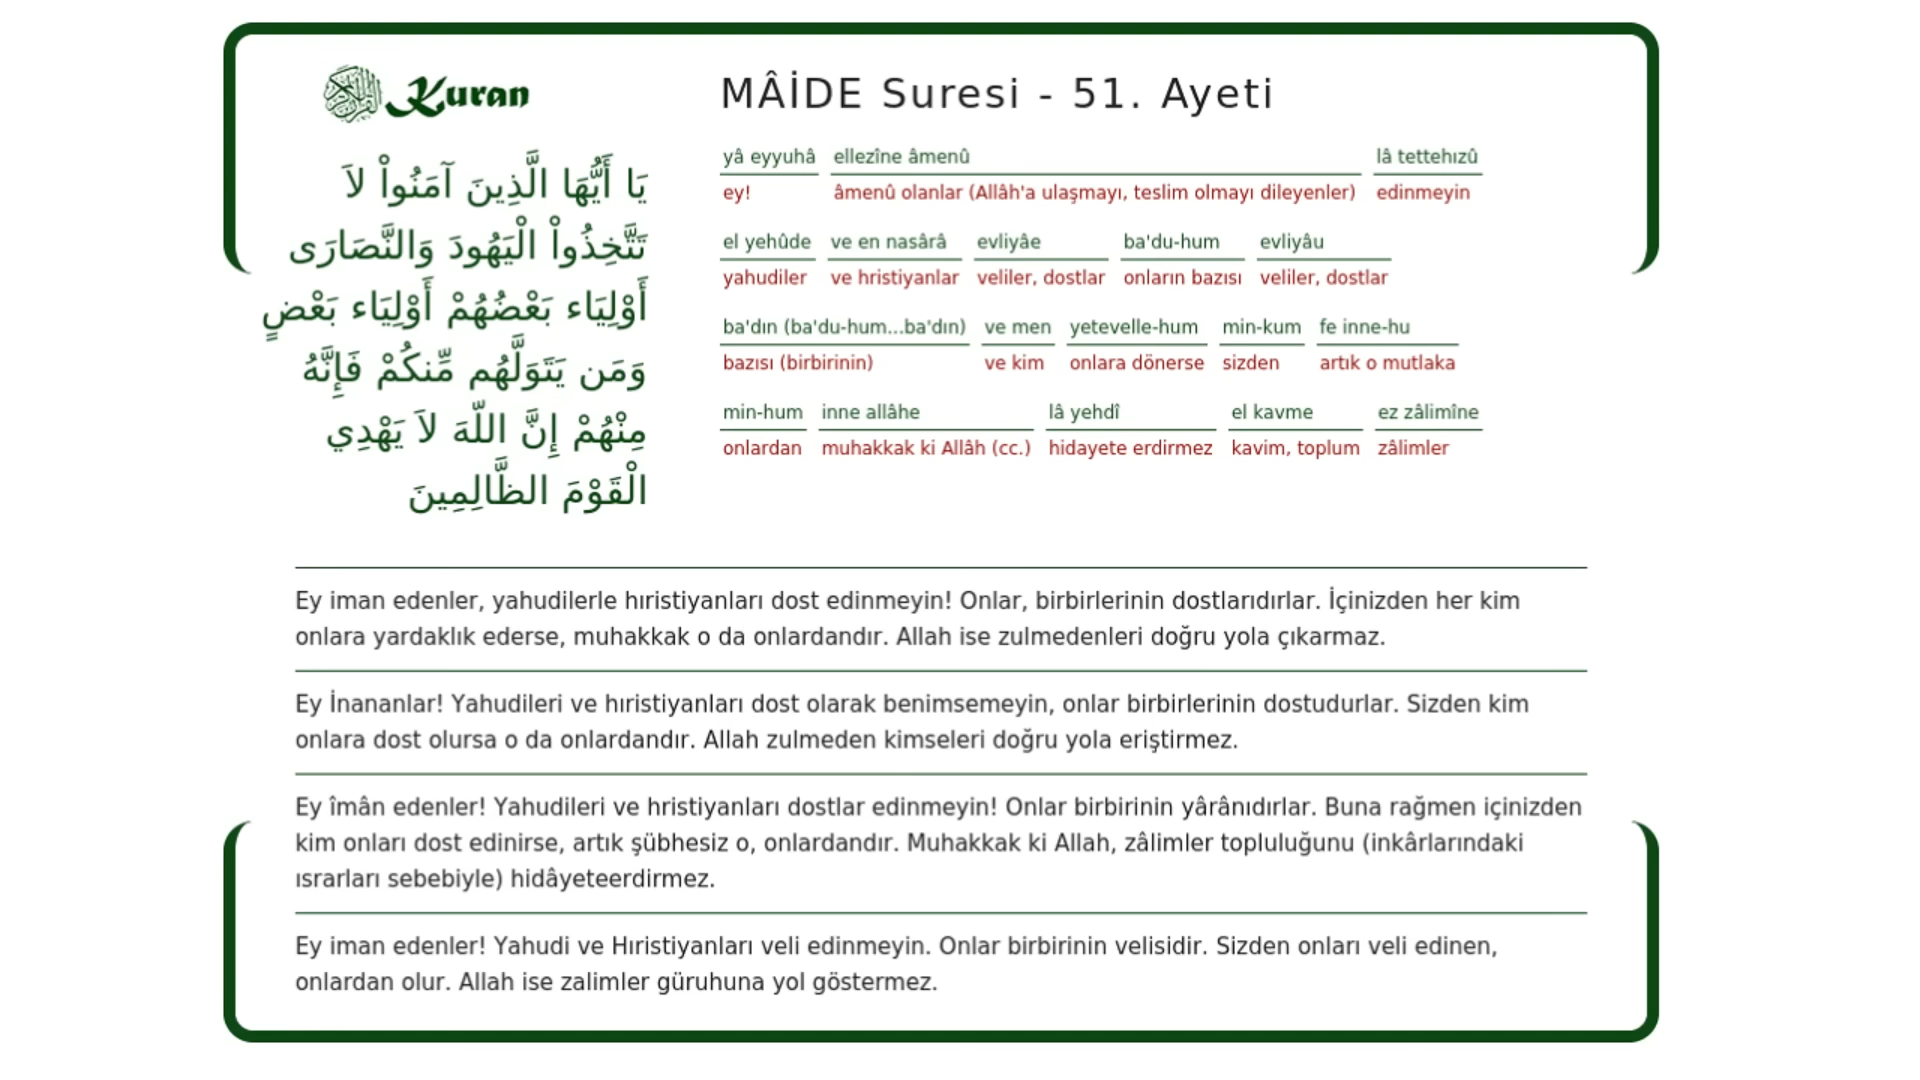 Kuran
MÂİDE Suresi - 51. Ayeti
يَا أَيُّهَا الَّذِينَ آمَنُواْ لاَ
تَتَّخِذُواْ الْيَهُودَ وَالنَّصَارَى
أَوْلِيَاء بَعْضُهُمْ أَوْلِيَاء بَعْضٍ
وَمَن يَتَوَلَّهُم مِّنكُمْ فَإِنَّهُ
مِنْهُمْ إِنَّ اللّهَ لاَ يَهْدِي
الْقَوْمَ الظَّالِمِينَ
yâ eyyuhâ ellezîne âmenû lâ tettehızû
ey! âmenû olanlar (Allâh'a ulaşmayı, teslim olmayı dileyenler) edinmeyin
el yehûde ve en nasârâ evliyâe ba'du-hum evliyâu
yahudiler ve hristiyanlar veliler, dostlar onların bazısı veliler, dostlar
ba'dın (ba'du-hum...ba'dın) ve men yetevelle-hum min-kum fe inne-hu
bazısı (birbirinin) ve kim onlara dönerse sizden artık o mutlaka
min-hum inne allâhe lâ yehdî el kavme ez zâlimîne
onlardan muhakkak ki Allâh (cc.) hidayete erdirmez kavim, toplum zâlimler
Ey iman edenler, yahudilerle hıristiyanları dost edinmeyin! Onlar, birbirlerinin dostlarıdırlar. İçinizden her kim
onlara yardaklık ederse, muhakkak o da onlardandır. Allah ise zulmedenleri doğru yola çıkarmaz.
Ey İnananlar! Yahudileri ve hıristiyanları dost olarak benimsemeyin, onlar birbirlerinin dostudurlar. Sizden kim
onlara dost olursa o da onlardandır. Allah zulmeden kimseleri doğru yola eriştirmez.
Ey îmân edenler! Yahudileri ve hristiyanları dostlar edinmeyin! Onlar birbirinin yârânıdırlar. Buna rağmen içinizden
kim onları dost edinirse, artık şübhesiz o, onlardandır. Muhakkak ki Allah, zâlimler topluluğunu (inkârlarındaki
ısrarları sebebiyle) hidâyeteerdirmez.
Ey iman edenler! Yahudi ve Hıristiyanları veli edinmeyin. Onlar birbirinin velisidir. Sizden onları veli edinen,
onlardan olur. Allah ise zalimler güruhuna yol göstermez.